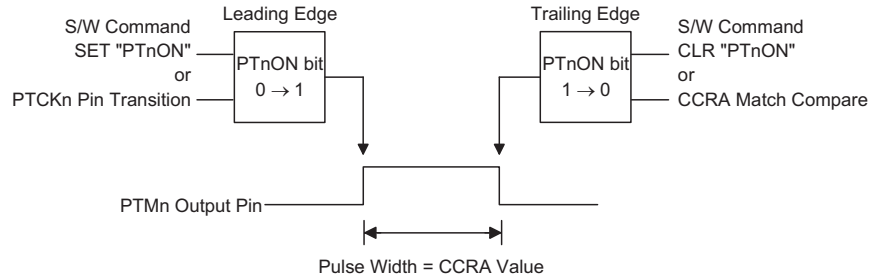 Leading Edge
S/W Command
SET "PTnON"
or
PTCKn Pin Transition
PTnON bit
0 → 1
Trailing Edge
PTnON bit
1 → 0
S/W Command
CLR "PTnON"
or
CCRA Match Compare
PTMn Output Pin
Pulse Width = CCRA Value